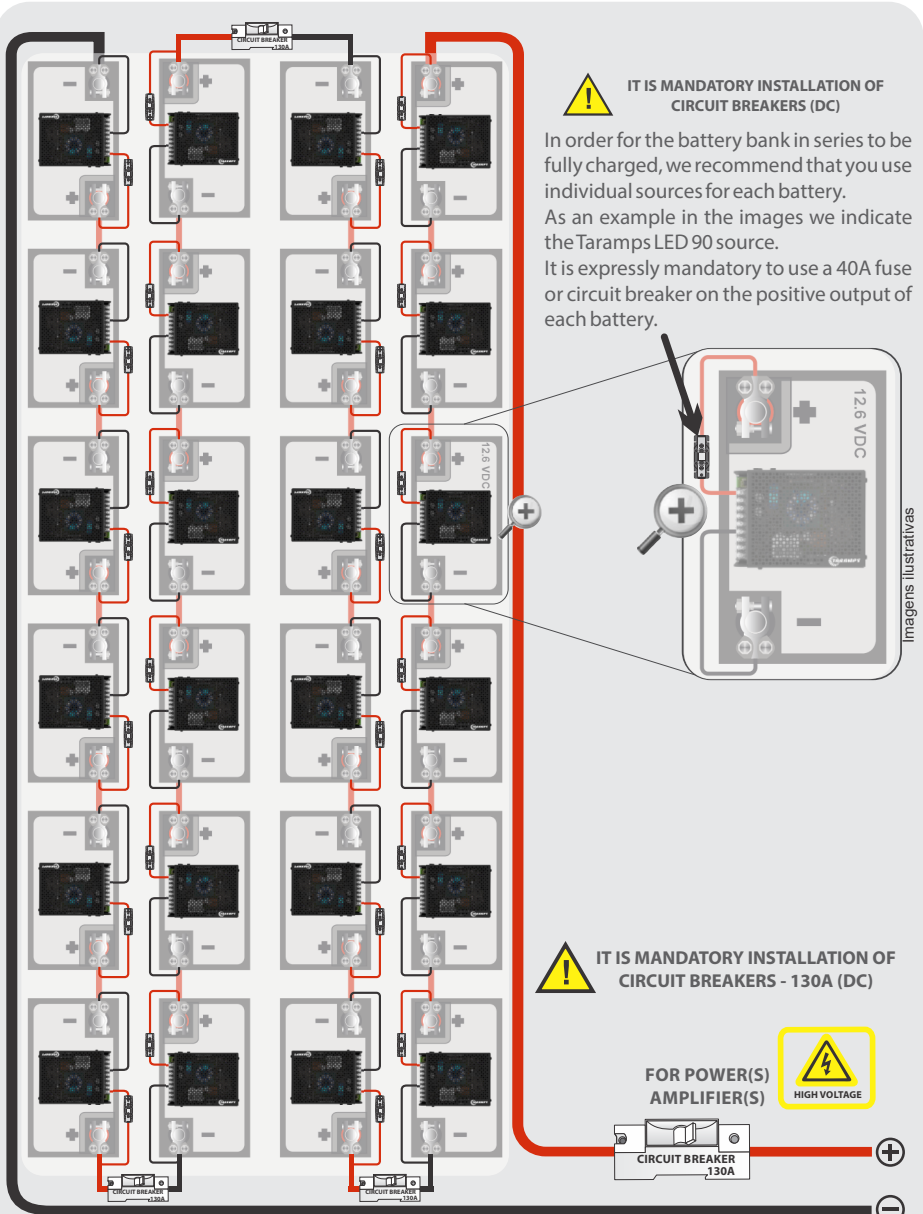 CIRCUIT BREAKER
130A
IT IS MANDATORY INSTALLATION OF
CIRCUIT BREAKERS (DC)
In order for the battery bank in series to be
fully charged, we recommend that you use
individual sources for each battery.
As an example in the images we indicate
the Taramps LED 90 source.
It is expressly mandatory to use a 40A fuse
or circuit breaker on the positive output of
each battery.
12.6 VDC
12.6 VDC
Imagens ilustrativas
IT IS MANDATORY INSTALLATION OF
CIRCUIT BREAKERS - 130A (DC)
FOR POWER(S)
AMPLIFIER(S)
HIGH VOLTAGE
CIRCUIT BREAKER
130A
CIRCUIT BREAKER
130A
CIRCUIT BREAKER
130A